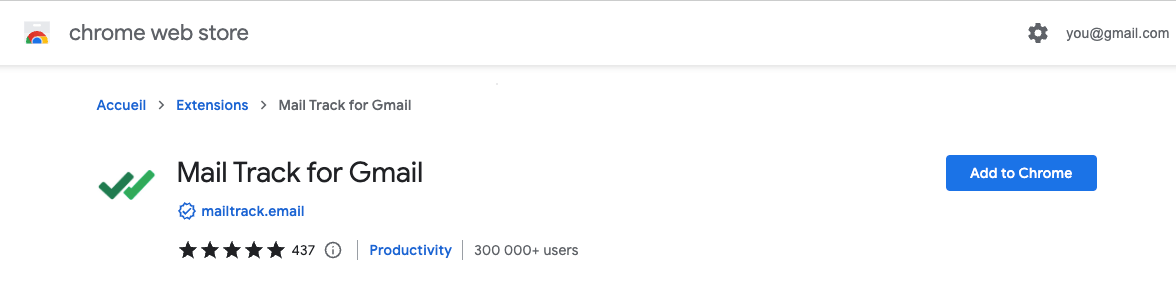 chrome web store
you@gmail.com
Accueil > Extensions > Mail Track for Gmail
Mail Track for Gmail
Add to Chrome
mailtrack.email
437
Productivity
300 000+ users